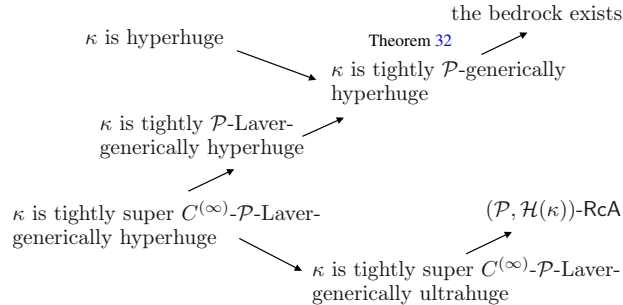 the bedrock exists
κ is hyperhuge
Theorem 32
κ is tightly 𝒫-generically
hyperhuge
κ is tightly 𝒫-Laver-
generically hyperhuge
κ is tightly super C^(∞)-𝒫-Laver-
generically hyperhuge
(𝒫, ℋ(κ))-RcA
κ is tightly super C^(∞)-𝒫-Laver-
generically ultrahuge